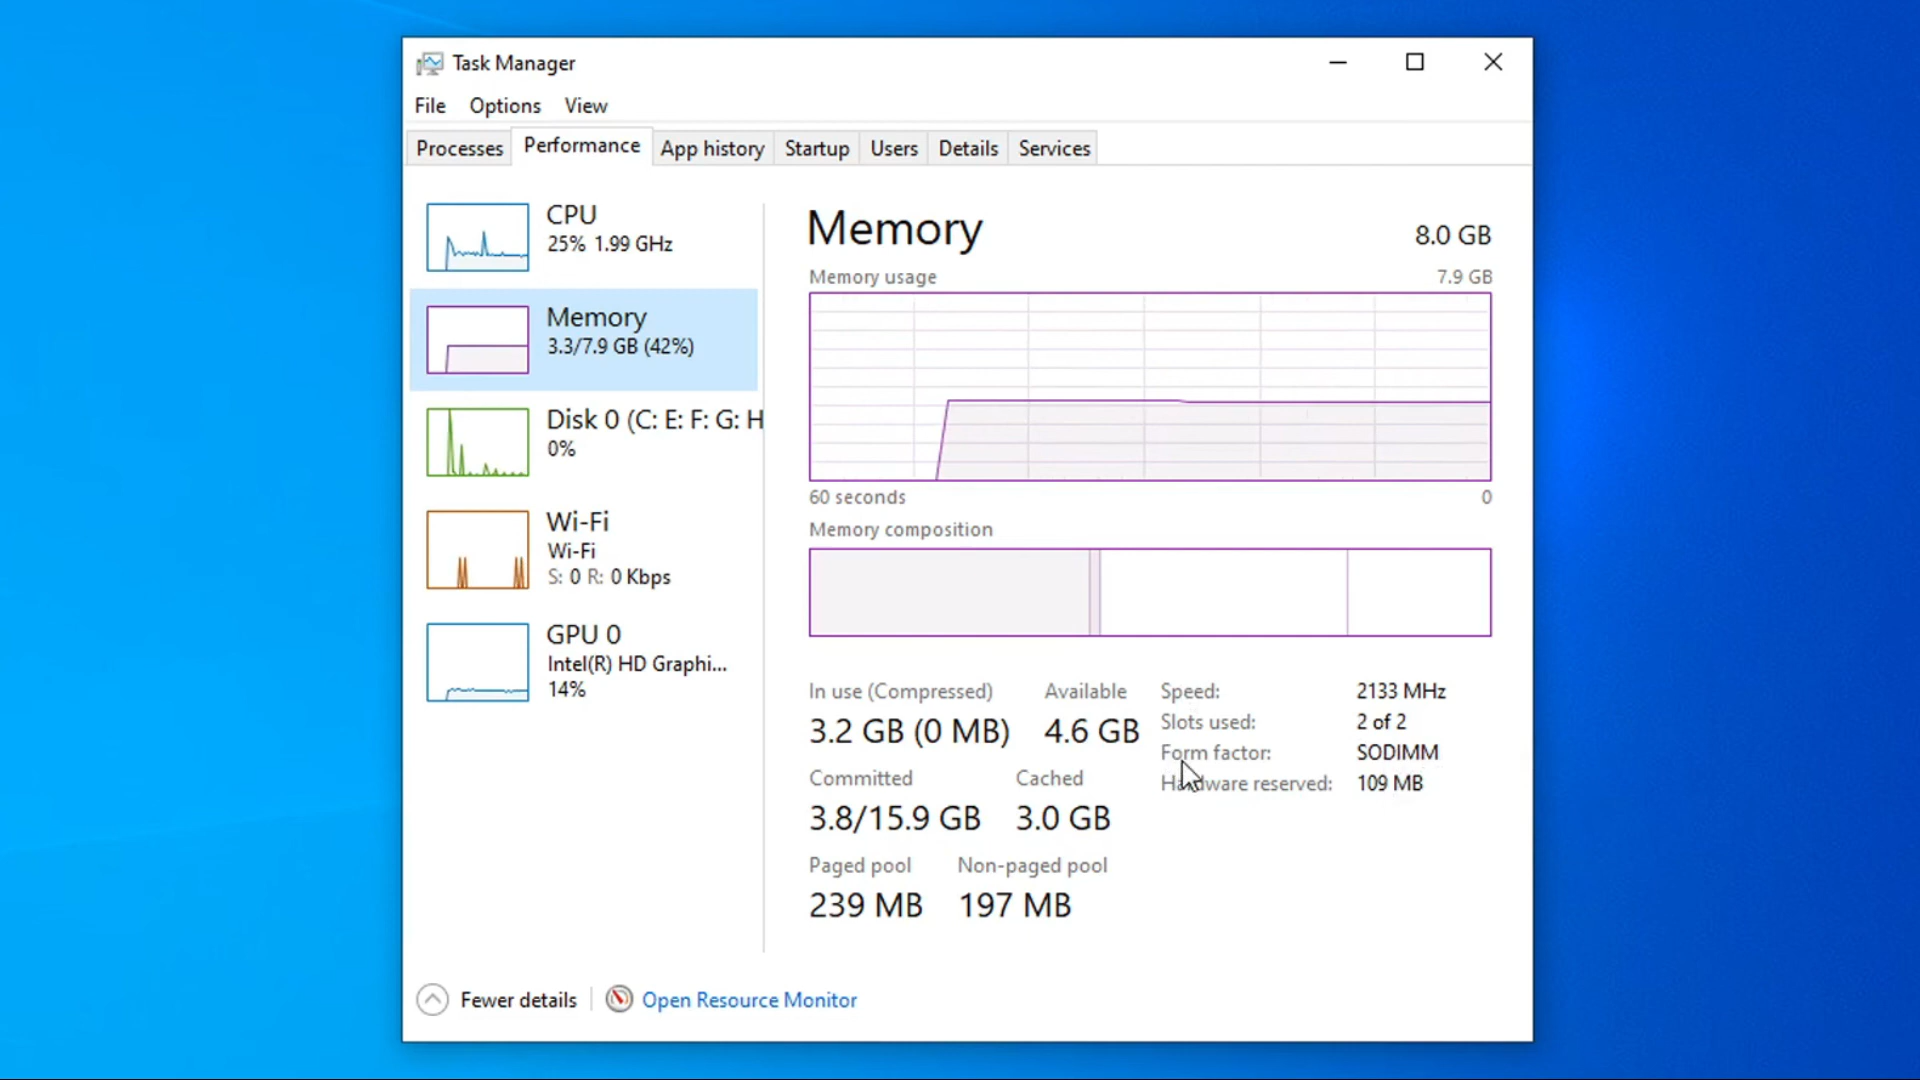 Task Manager
File Options View
Processes Performance App history Startup Users Details Services
CPU
25% 1.99 GHz
Memory
3.3/7.9 GB (42%)
Disk 0 (C: E: F: G: H
0%
Wi-Fi
Wi-Fi
S: 0 R: 0 Kbps
GPU 0
Intel(R) HD Graphi...
14%
Memory 8.0 GB
Memory usage 7.9 GB
60 seconds 0
Memory composition
In use (Compressed) Available
3.2 GB (0 MB) 4.6 GB
Committed Cached
3.8/15.9 GB 3.0 GB
Paged pool Non-paged pool
239 MB 197 MB
Speed: 2133 MHz
Slots used: 2 of 2
Form factor: SODIMM
Hardware reserved: 109 MB
Fewer details Open Resource Monitor